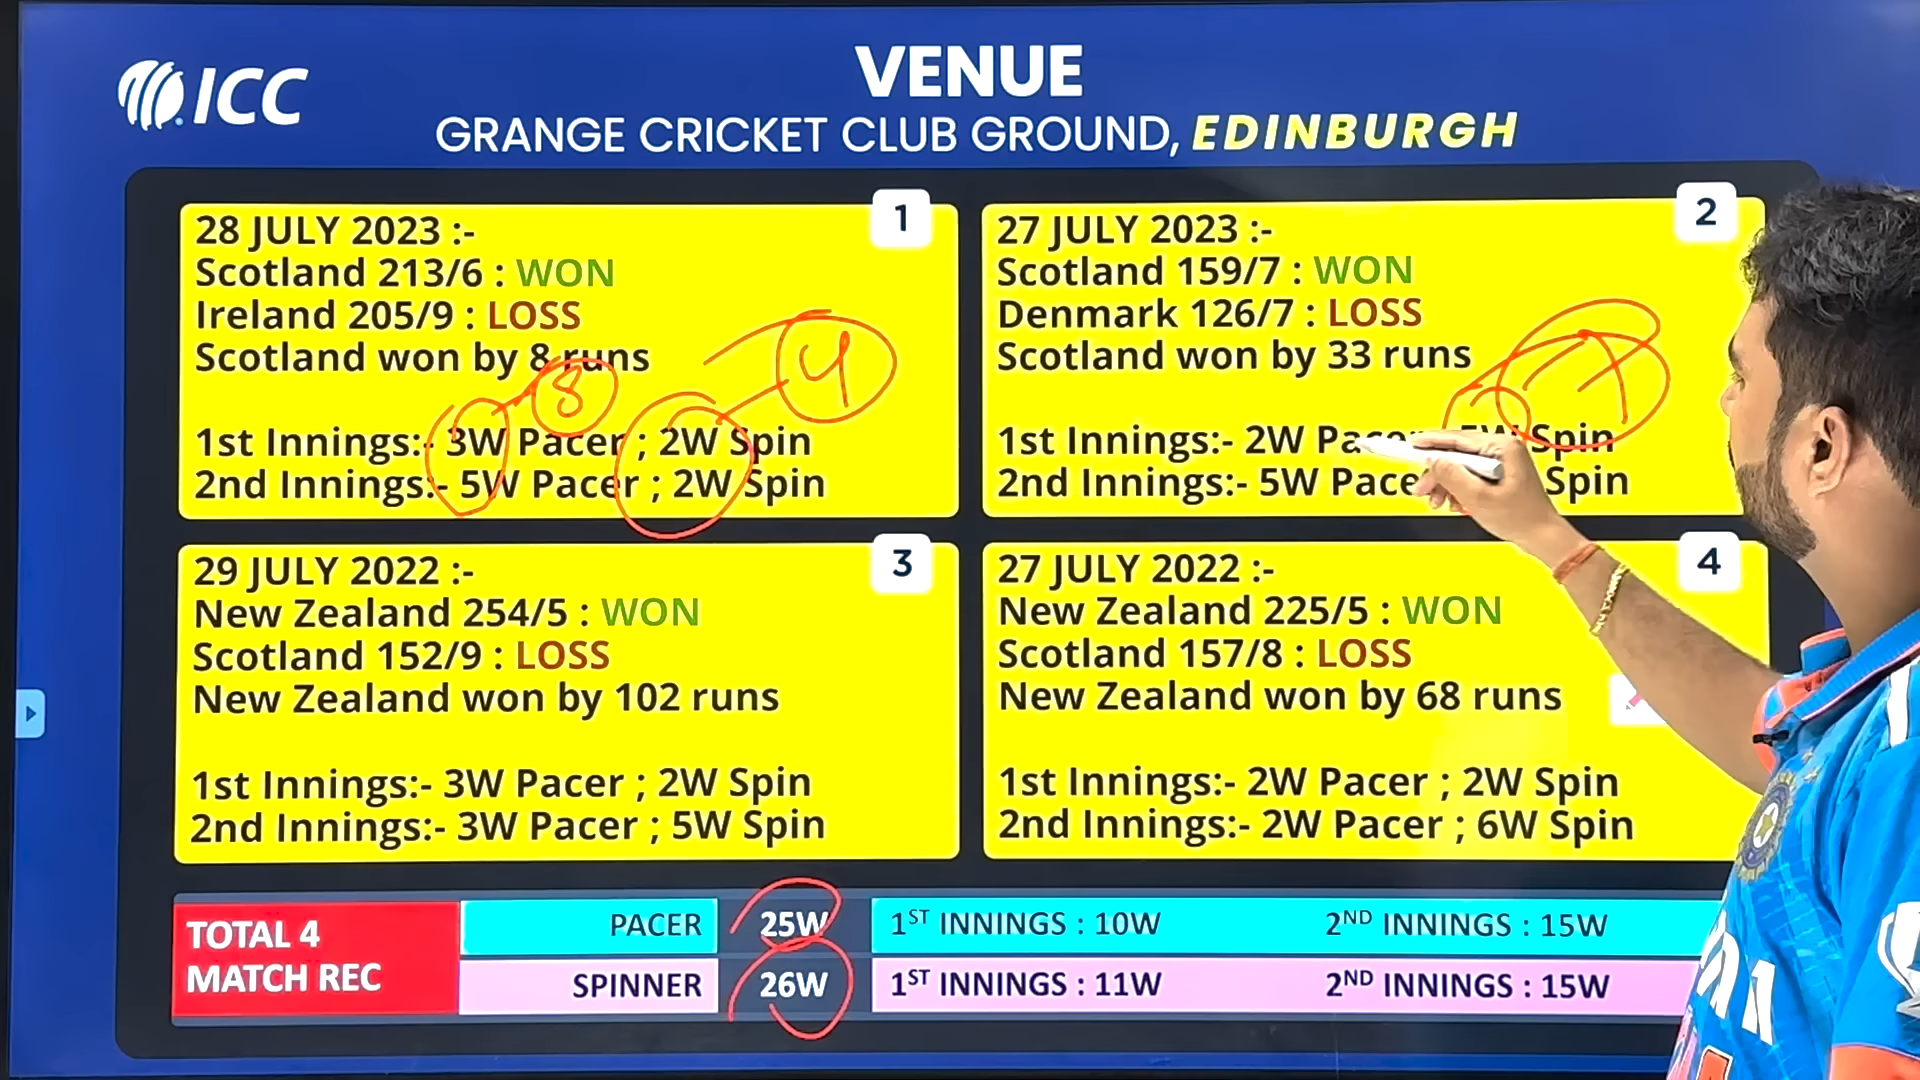 ICC
VENUE
GRANGE CRICKET CLUB GROUND, EDINBURGH
1
28 JULY 2023 :-
Scotland 213/6 : WON
Ireland 205/9 : LOSS
Scotland won by 8 runs
8
4
1st Innings:- 3W Pacer ; 2W Spin
2nd Innings:- 5W Pacer ; 2W Spin
2
27 JULY 2023 :-
Scotland 159/7 : WON
Denmark 126/7 : LOSS
Scotland won by 33 runs
7
1st Innings:- 2W Pacer 5W Spin
2nd Innings:- 5W Pace Spin
3
29 JULY 2022 :-
New Zealand 254/5 : WON
Scotland 152/9 : LOSS
New Zealand won by 102 runs
1st Innings:- 3W Pacer ; 2W Spin
2nd Innings:- 3W Pacer ; 5W Spin
4
27 JULY 2022 :-
New Zealand 225/5 : WON
Scotland 157/8 : LOSS
New Zealand won by 68 runs
1st Innings:- 2W Pacer ; 2W Spin
2nd Innings:- 2W Pacer ; 6W Spin
TOTAL 4
MATCH REC
PACER 25W 1ST INNINGS : 10W 2ND INNINGS : 15W
SPINNER 26W 1ST INNINGS : 11W 2ND INNINGS : 15W